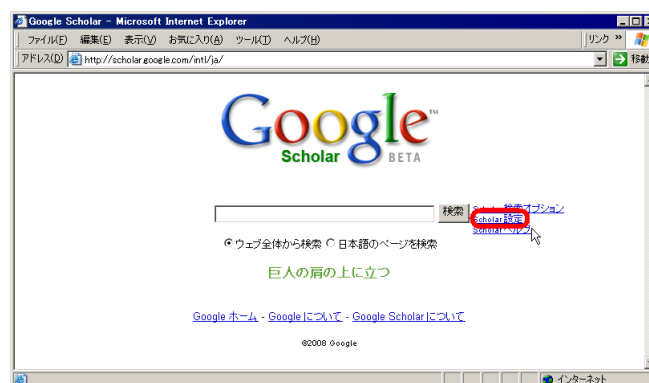 Google Scholar - Microsoft Internet Explorer
ファイル(F) 編集(E) 表示(V) お気に入り(A) ツール(T) ヘルプ(H) リンク »
アドレス(D) http://scholar.google.com/intl/ja/ 移動
Google™
Scholar BETA
検索
Scholar 検索オプション
Scholar 設定
Scholar ヘルプ
ウェブ全体から検索 日本語のページを検索
巨人の肩の上に立つ
Google ホーム - Google について - Google Scholar について
©2008 Google
インターネット